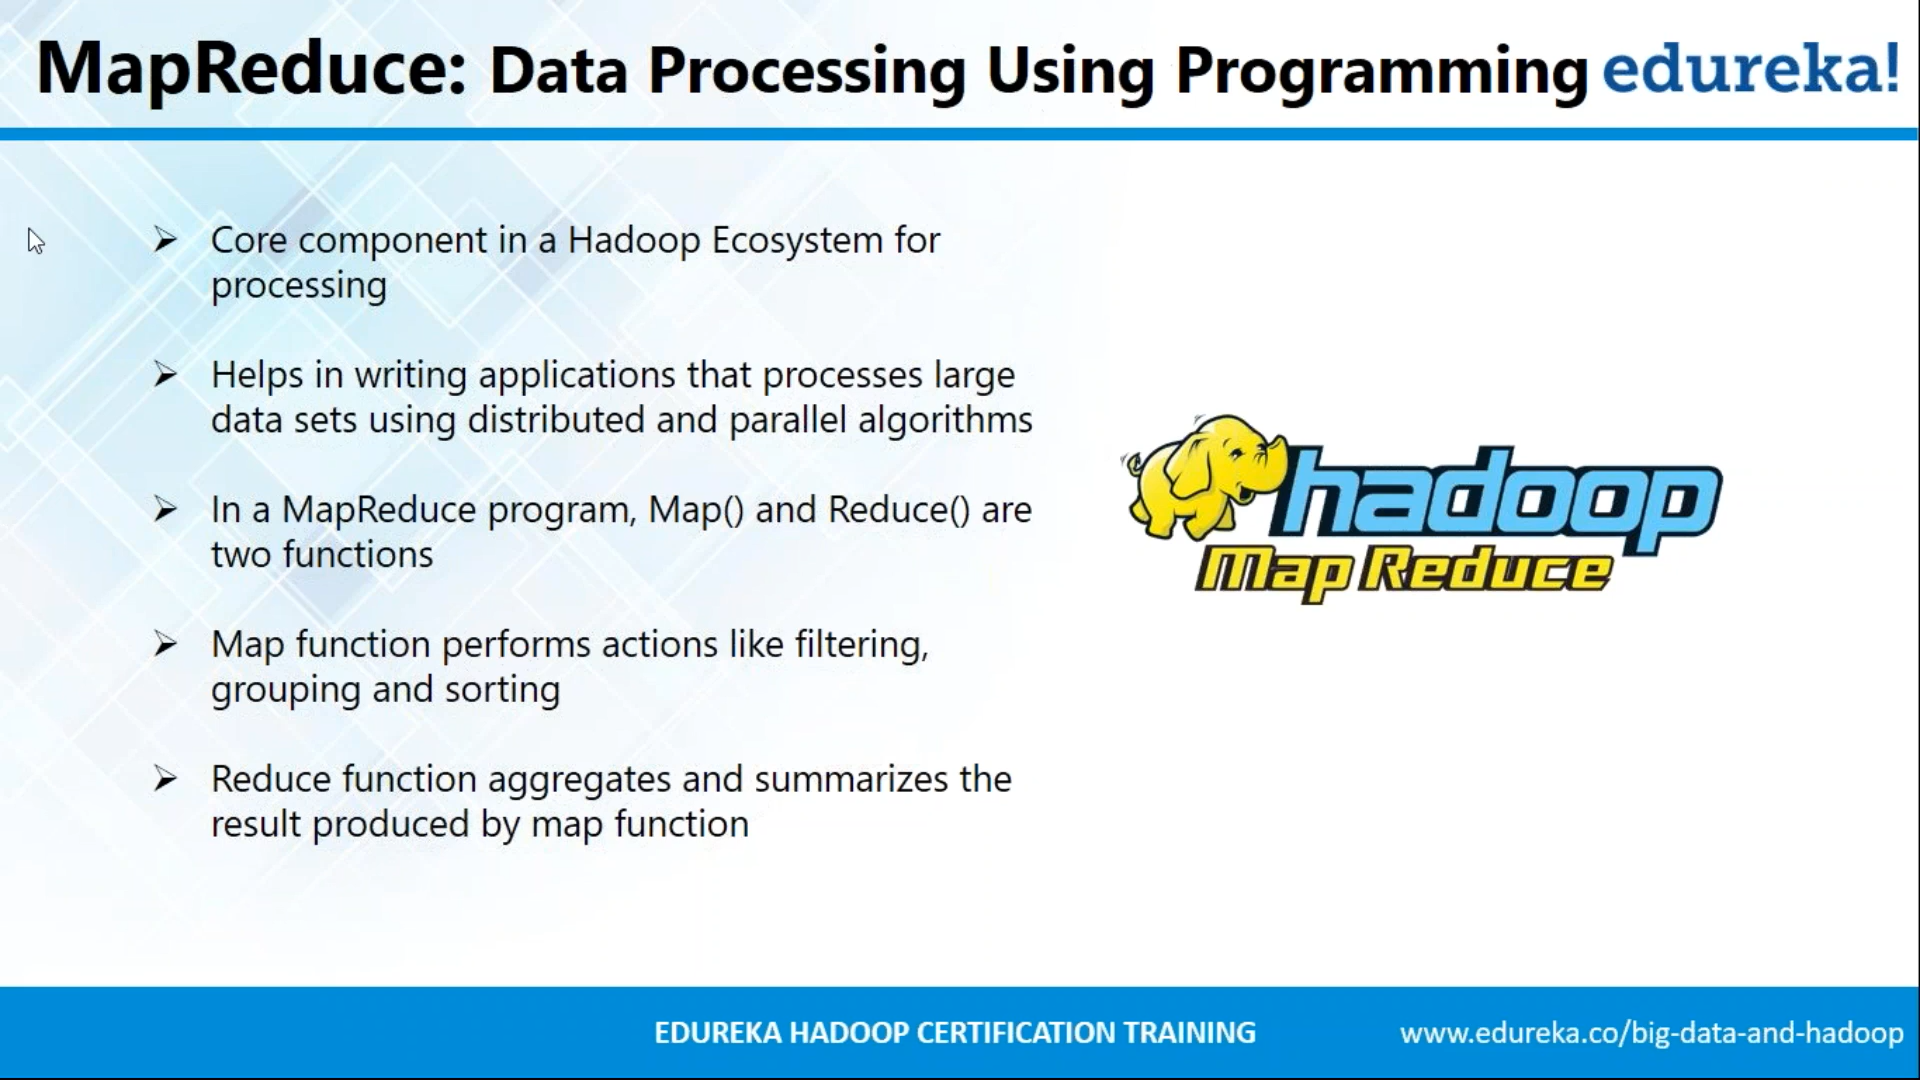 MapReduce: Data Processing Using Programming
edureka!
➢ Core component in a Hadoop Ecosystem for
processing
➢ Helps in writing applications that processes large
data sets using distributed and parallel algorithms
➢ In a MapReduce program, Map() and Reduce() are
two functions
➢ Map function performs actions like filtering,
grouping and sorting
➢ Reduce function aggregates and summarizes the
result produced by map function
hadoop
Map Reduce
EDUREKA HADOOP CERTIFICATION TRAINING
www.edureka.co/big-data-and-hadoop